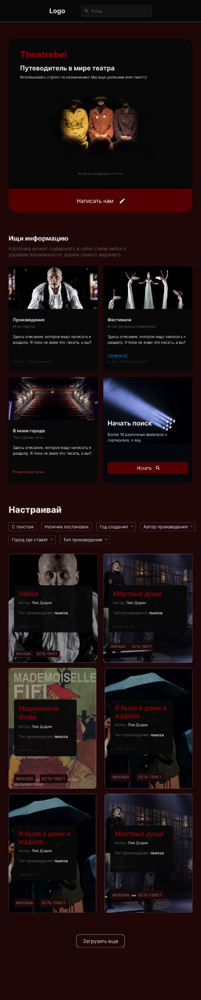 Logo
Я ищу
Theatrebel
Путеводитель в мире театра
Использовать строго по назначению! Мы еще допишем этот текст:)
На фото изображено что-то
Написать нам
Ищи информацию
Карточка может содержать в себе стили любого
уровеня вложенности, кроме самого верхнего
Произведения
И их тексты
Здесь описание, которое надо написать к
разделу. Я пока не знаю что писать, а вы?
На фото: "Человек без имени"
Фестивали
И гастрольные спектакли
Здесь описание, которое надо написать к
разделу. Я пока не знаю что писать, а вы?
Где билеты?
На фото: "Человек без имени"
В моем городе
Там где мы есть
Здесь описание, которое надо написать к
разделу. Я пока не знаю что писать, а вы?
Раздел недоступен
Начать поиск
Более 10 различных фильтров и
сортировок, о вау
Искать
Настраивай
С текстом
Наличие постановок
Год создания
Автор произведения
Город где ставят
Тип произведения
Чайка
Автор: Лев Додин
Тип произведения: пьесса
На фото что-то
МОСКВА
ЕСТЬ ТЕКСТ
Мертвые души
Автор: Лев Додин
Тип произведения: пьесса
На фото что-то
МОСКВА
ЕСТЬ ТЕКСТ
MADEMOISELLE
FIFI
Мадмуазель
Фифи
Автор: Лев Додин
Тип произведения: пьесса
На фото что-то
Guy de Maupassant
МОСКВА
ЕСТЬ ТЕКСТ
Ida Sundari Husen
Я была в доме и
жадала...
Автор: Лев Додин
Тип произведения: пьесса
На фото что-то
МОСКВА
ЕСТЬ ТЕКСТ
Я была в доме и
жадала...
Автор: Лев Додин
Тип произведения: пьесса
На фото что-то
МОСКВА
ЕСТЬ ТЕКСТ
Мертвые души
Автор: Лев Додин
Тип произведения: пьесса
На фото что-то
МОСКВА
ЕСТЬ ТЕКСТ
Загрузить еще